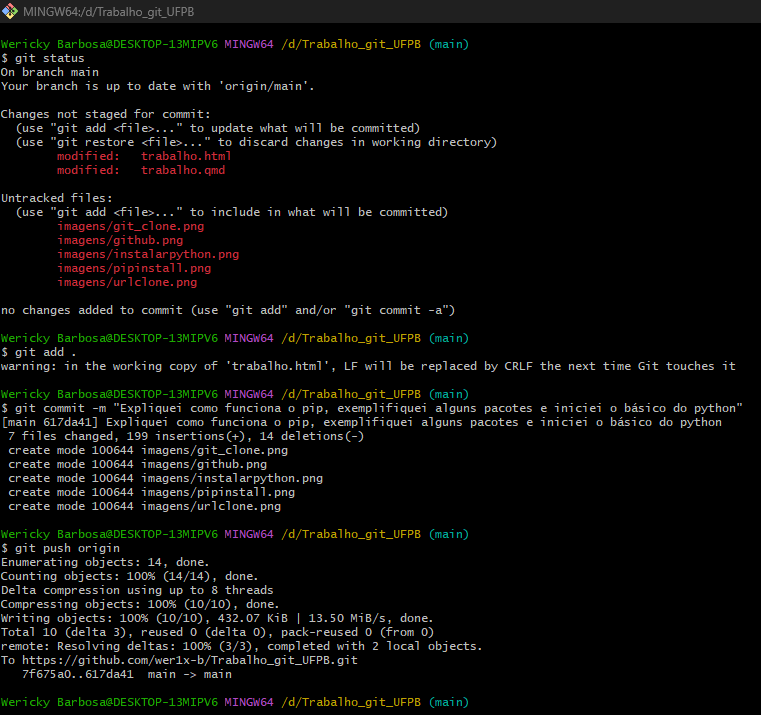 MINGW64:/d/Trabalho_git_UFPB
Wericky Barbosa@DESKTOP-13MIPV6 MINGW64 /d/Trabalho_git_UFPB (main)
$ git status
On branch main
Your branch is up to date with 'origin/main'.
Changes not staged for commit:
  (use "git add <file>..." to update what will be committed)
  (use "git restore <file>..." to discard changes in working directory)
        modified:   trabalho.html
        modified:   trabalho.qmd
Untracked files:
  (use "git add <file>..." to include in what will be committed)
        imagens/git_clone.png
        imagens/github.png
        imagens/instalarpython.png
        imagens/pipinstall.png
        imagens/urlclone.png
no changes added to commit (use "git add" and/or "git commit -a")
Wericky Barbosa@DESKTOP-13MIPV6 MINGW64 /d/Trabalho_git_UFPB (main)
$ git add .
warning: in the working copy of 'trabalho.html', LF will be replaced by CRLF the next time Git touches it
Wericky Barbosa@DESKTOP-13MIPV6 MINGW64 /d/Trabalho_git_UFPB (main)
$ git commit -m "Expliquei como funciona o pip, exemplifiquei alguns pacotes e iniciei o básico do python"
[main 617da41] Expliquei como funciona o pip, exemplifiquei alguns pacotes e iniciei o básico do python
 7 files changed, 199 insertions(+), 14 deletions(-)
 create mode 100644 imagens/git_clone.png
 create mode 100644 imagens/github.png
 create mode 100644 imagens/instalarpython.png
 create mode 100644 imagens/pipinstall.png
 create mode 100644 imagens/urlclone.png
Wericky Barbosa@DESKTOP-13MIPV6 MINGW64 /d/Trabalho_git_UFPB (main)
$ git push origin
Enumerating objects: 14, done.
Counting objects: 100% (14/14), done.
Delta compression using up to 8 threads
Compressing objects: 100% (10/10), done.
Writing objects: 100% (10/10), 432.07 KiB | 13.50 MiB/s, done.
Total 10 (delta 3), reused 0 (delta 0), pack-reused 0 (from 0)
remote: Resolving deltas: 100% (3/3), completed with 2 local objects.
To https://github.com/wer1x-b/Trabalho_git_UFPB.git
   7f675a0..617da41  main -> main
Wericky Barbosa@DESKTOP-13MIPV6 MINGW64 /d/Trabalho_git_UFPB (main)